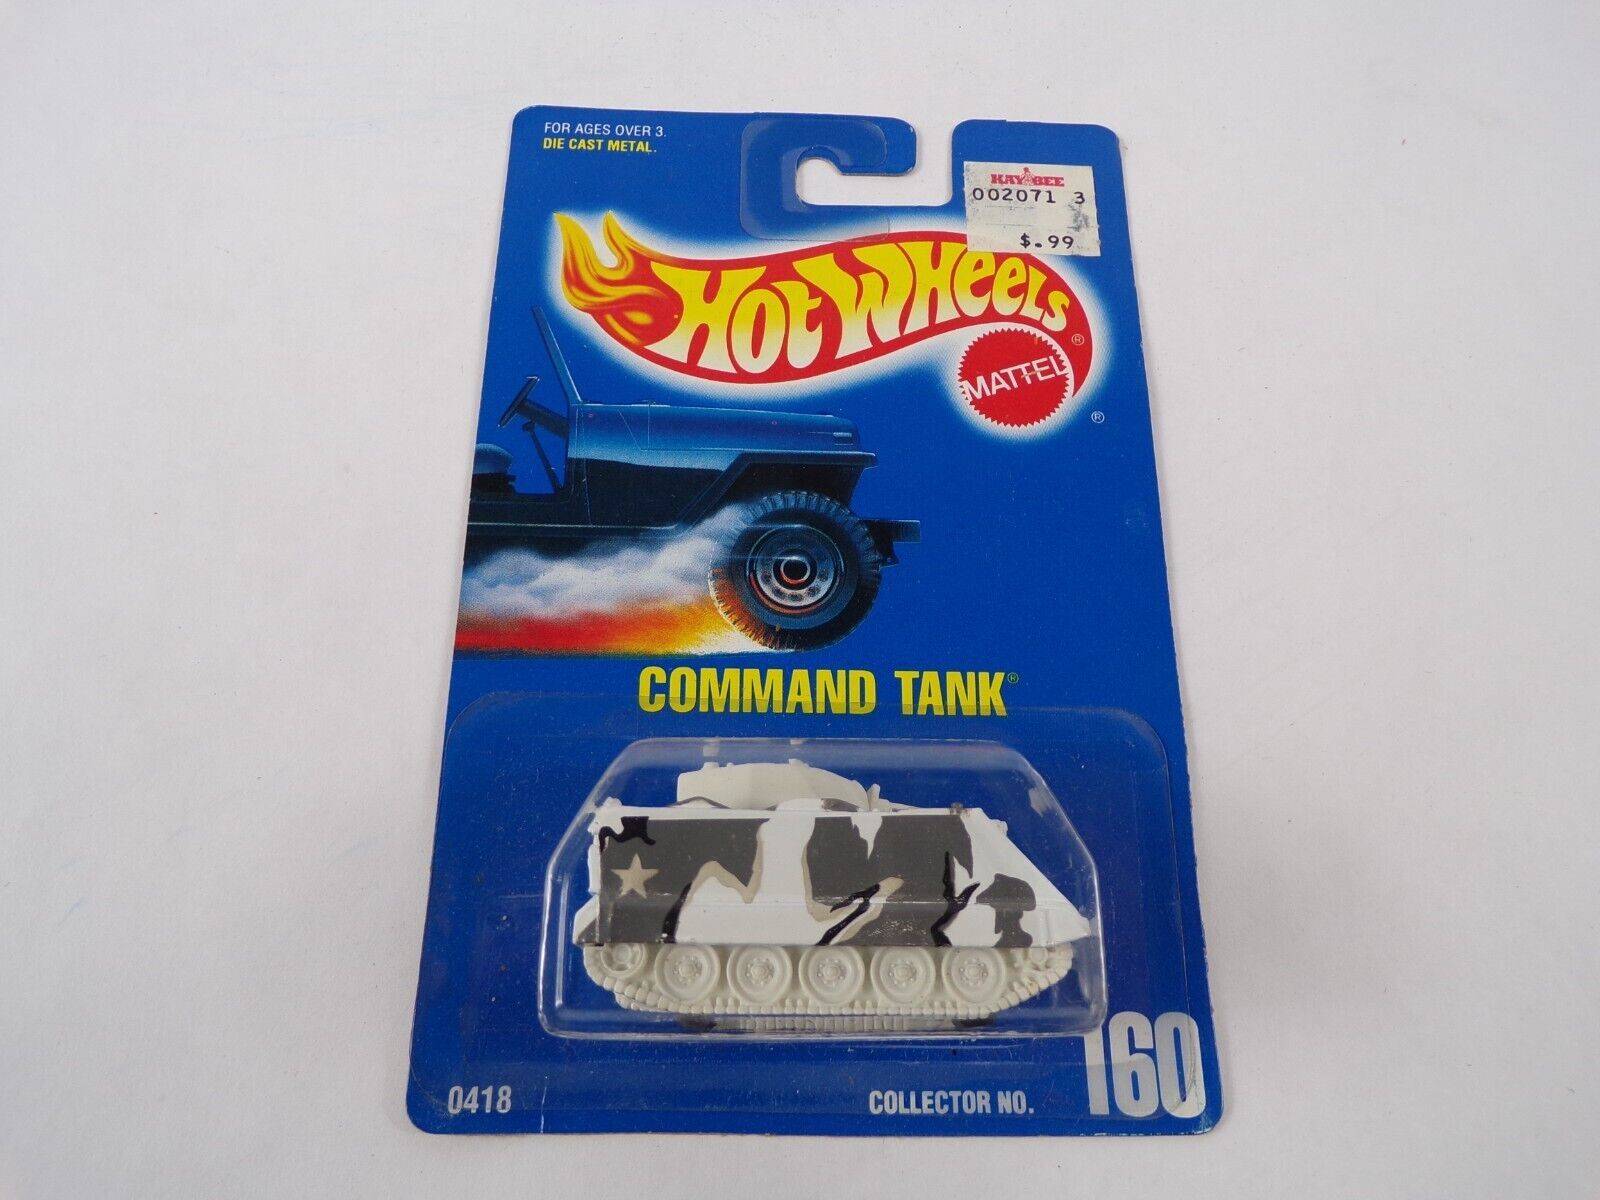 FOR AGES OVER 3.
DIE CAST METAL.
KAY BEE
002071 3
$.99
HOT WHEELS
®
MATTEL
®
COMMAND TANK®
0418
COLLECTOR NO. 160